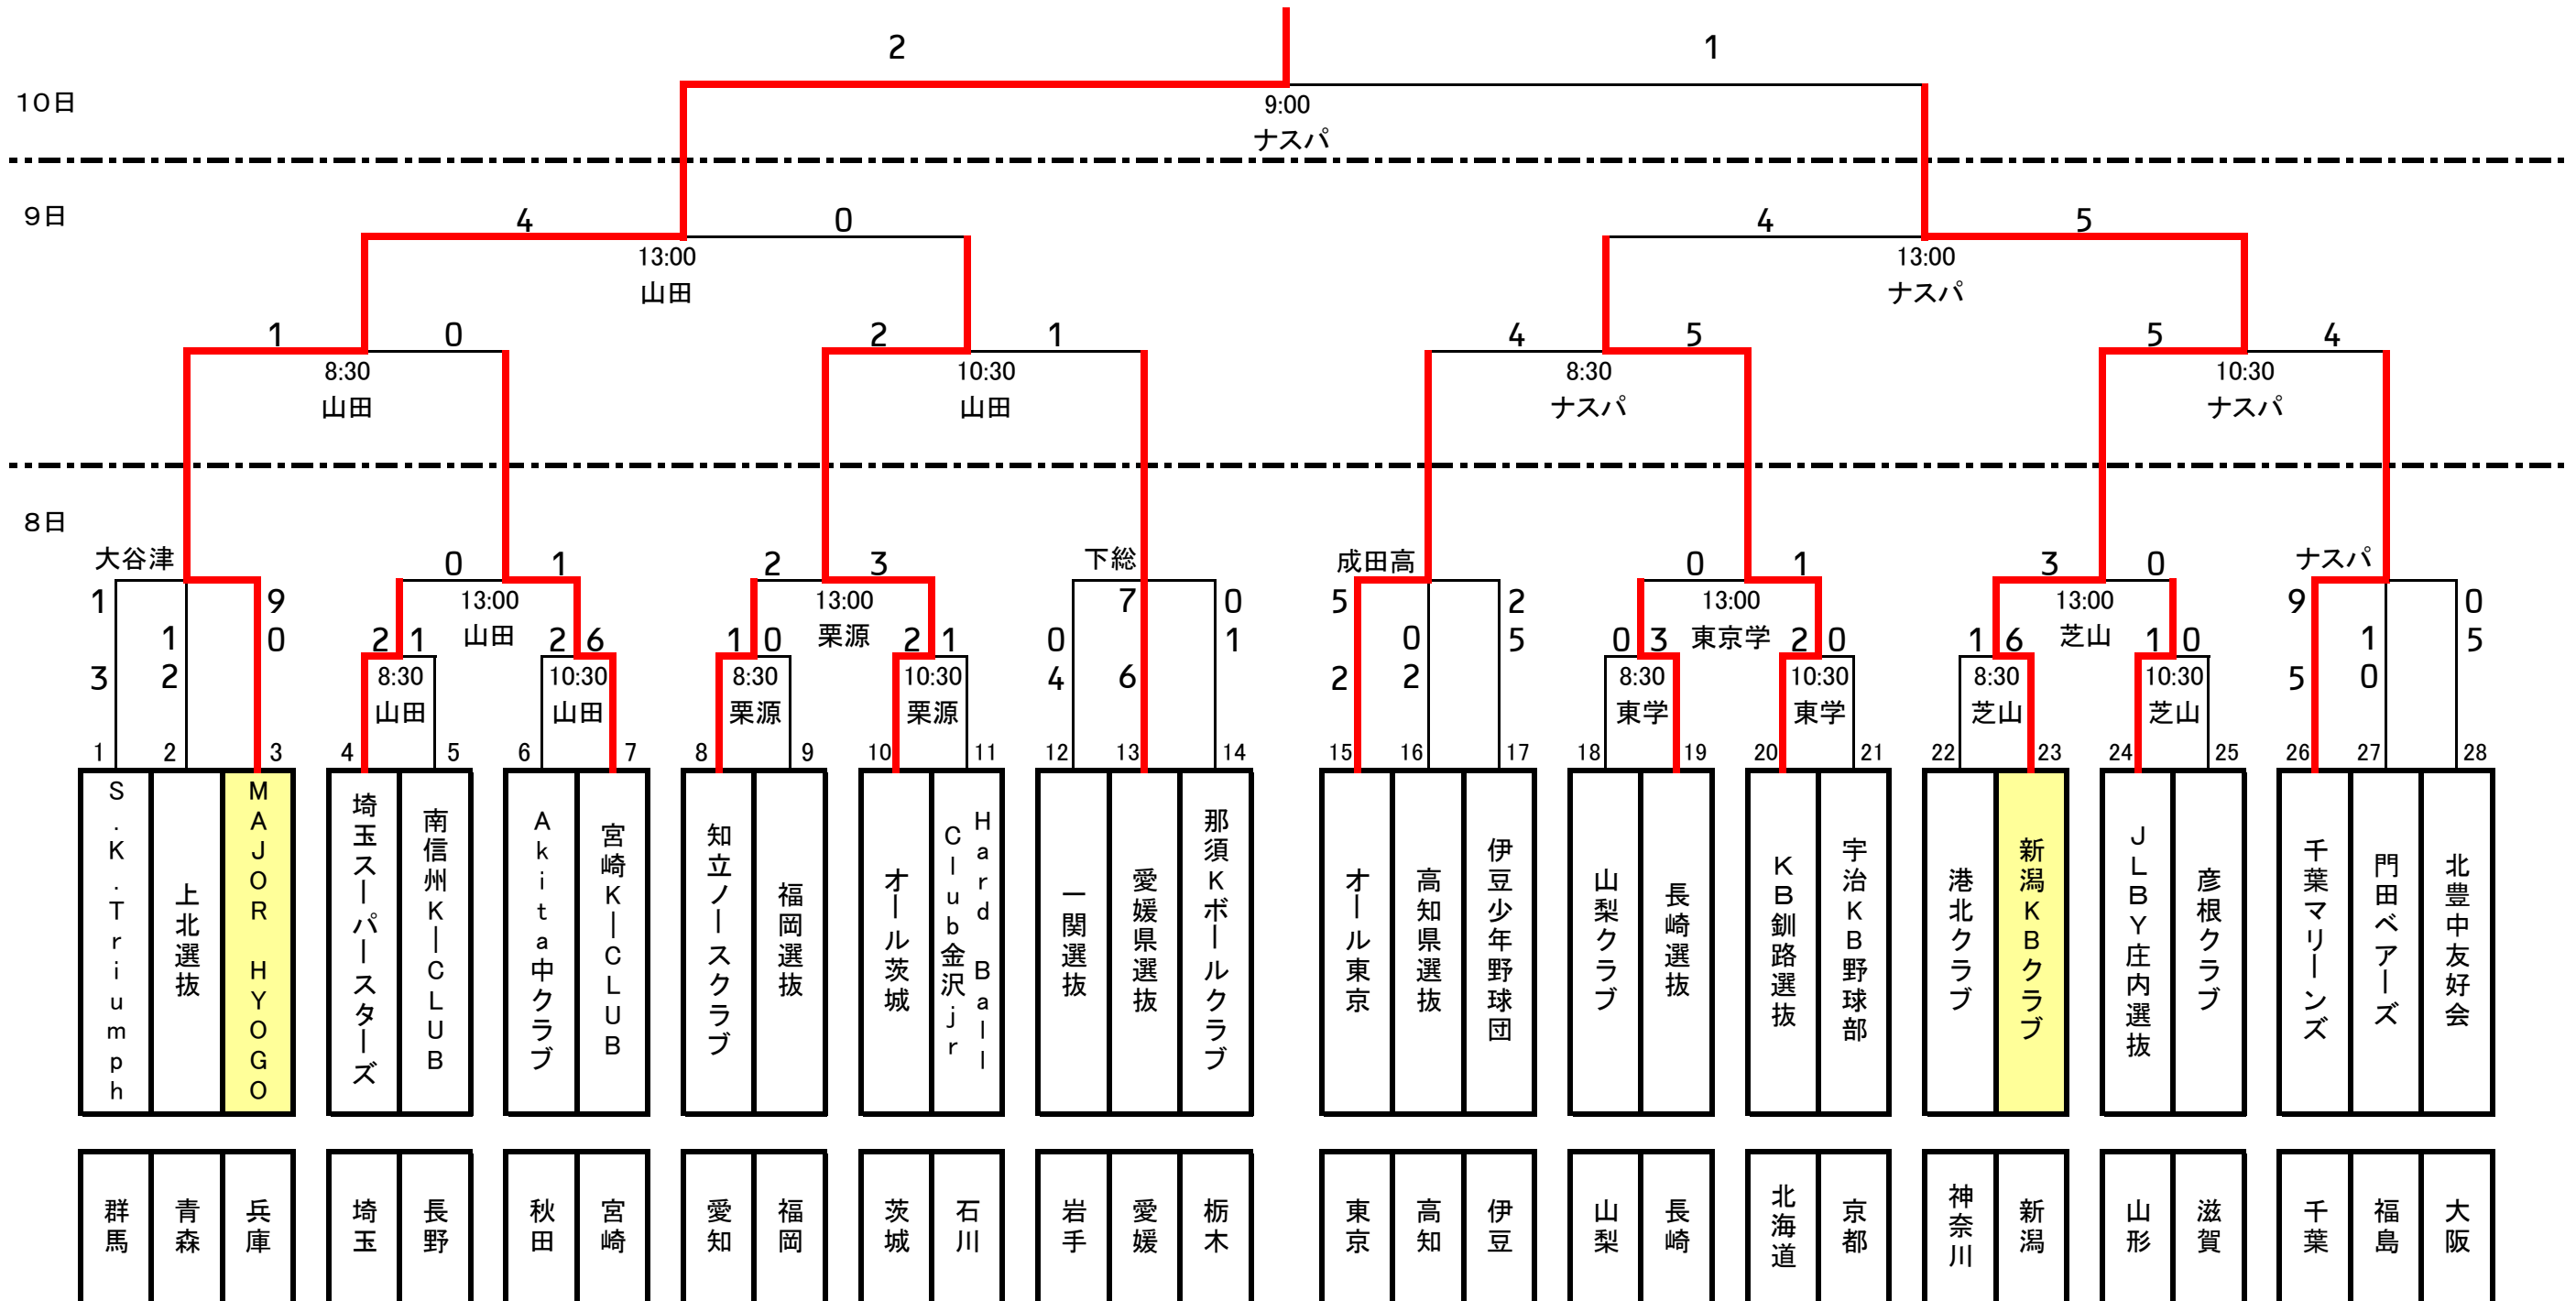 2 1
10日
9:00
ナスパ
9日
4 0 4 5
13:00 13:00
山田 ナスパ
1 0 2 1 4 5 5 4
8:30 10:30 8:30 10:30
山田 山田 ナスパ ナスパ
8日
大谷津 0 1 2 3 下総 成田高 0 1 3 0 ナスパ
1 9 13:00 13:00 7 0 5 2 13:00 13:00 9 0
1 0 2 1 山田 2 6 1 0 栗源 2 1 0 1 0 5 0 3 東京学 2 0 1 6 芝山 1 0 1 5
3 2 8:30 10:30 8:30 10:30 4 6 2 2 8:30 10:30 8:30 10:30 5 0
山田 山田 栗源 栗源 東学 東学 芝山 芝山
1 2 3 4 5 6 7 8 9 10 11 12 13 14 15 16 17 18 19 20 21 22 23 24 25 26 27 28
S.K.Triumph
上北選抜
MAJOR HYOGO
埼玉スーパースターズ
南信州K―CLUB
Akita中クラブ
宮崎K―CLUB
知立ノースクラブ
福岡選抜
オール茨城
Hard Ball
Club金沢jr
一関選抜
愛媛県選抜
那須Kボールクラブ
オール東京
高知県選抜
伊豆少年野球団
山梨クラブ
長崎選抜
KB釧路選抜
宇治KB野球部
港北クラブ
新潟KBクラブ
JLBY庄内選抜
彦根クラブ
千葉マリーンズ
門田ベアーズ
北豊中友好会
群馬
青森
兵庫
埼玉
長野
秋田
宮崎
愛知
福岡
茨城
石川
岩手
愛媛
栃木
東京
高知
伊豆
山梨
長崎
北海道
京都
神奈川
新潟
山形
滋賀
千葉
福島
大阪